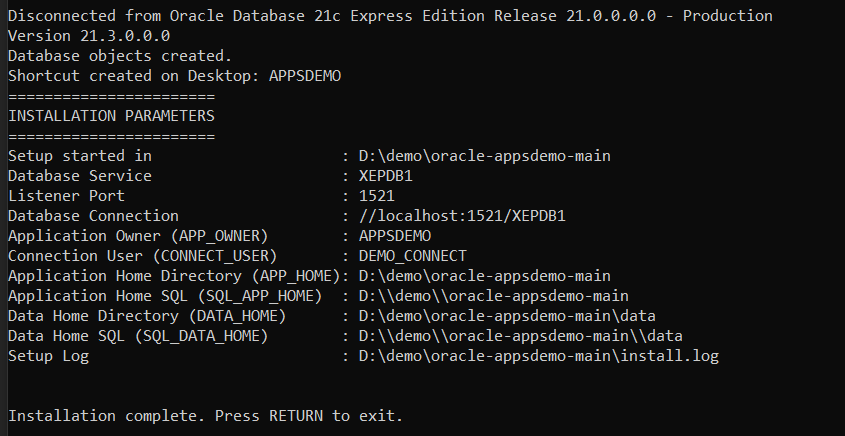 Disconnected from Oracle Database 21c Express Edition Release 21.0.0.0.0 - Production
Version 21.3.0.0.0
Database objects created.
Shortcut created on Desktop: APPSDEMO
=======================
INSTALLATION PARAMETERS
=======================
Setup started in                     : D:\demo\oracle-appsdemo-main
Database Service                     : XEPDB1
Listener Port                        : 1521
Database Connection                  : //localhost:1521/XEPDB1
Application Owner (APP_OWNER)        : APPSDEMO
Connection User (CONNECT_USER)       : DEMO_CONNECT
Application Home Directory (APP_HOME): D:\demo\oracle-appsdemo-main
Application Home SQL (SQL_APP_HOME)  : D:\\demo\\oracle-appsdemo-main
Data Home Directory (DATA_HOME)      : D:\demo\oracle-appsdemo-main\data
Data Home SQL (SQL_DATA_HOME)        : D:\\demo\\oracle-appsdemo-main\\data
Setup Log                            : D:\demo\oracle-appsdemo-main\install.log
Installation complete. Press RETURN to exit.